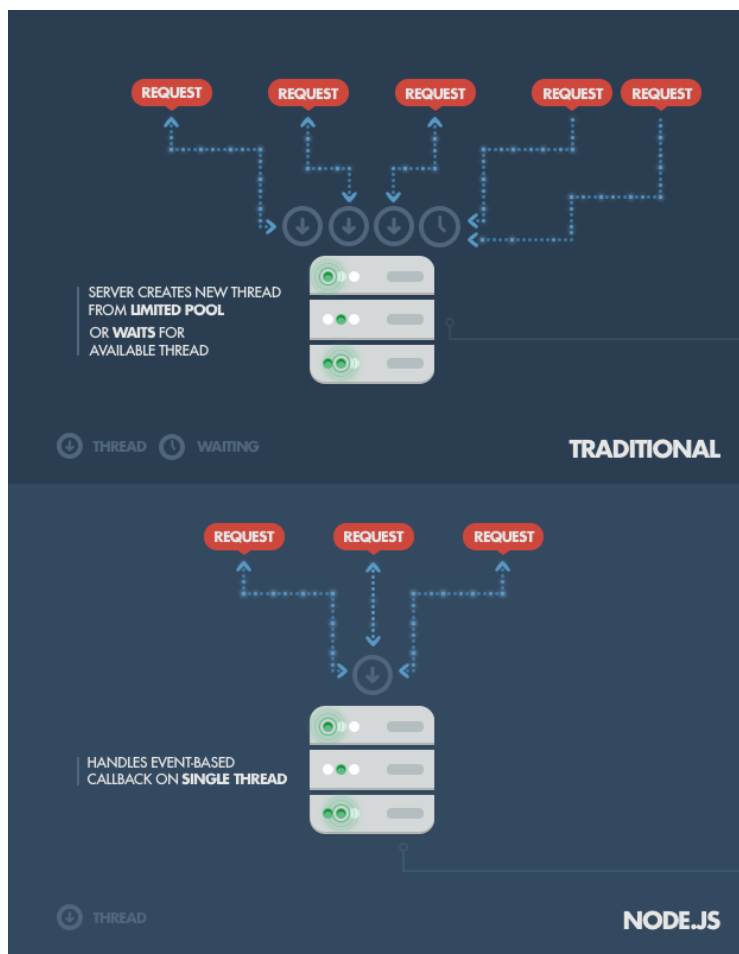 REQUEST
REQUEST
REQUEST
REQUEST
REQUEST
SERVER CREATES NEW THREAD
FROM LIMITED POOL
OR WAITS FOR
AVAILABLE THREAD
THREAD
WAITING
TRADITIONAL
REQUEST
REQUEST
REQUEST
HANDLES EVENT-BASED
CALLBACK ON SINGLE THREAD
THREAD
NODE.JS